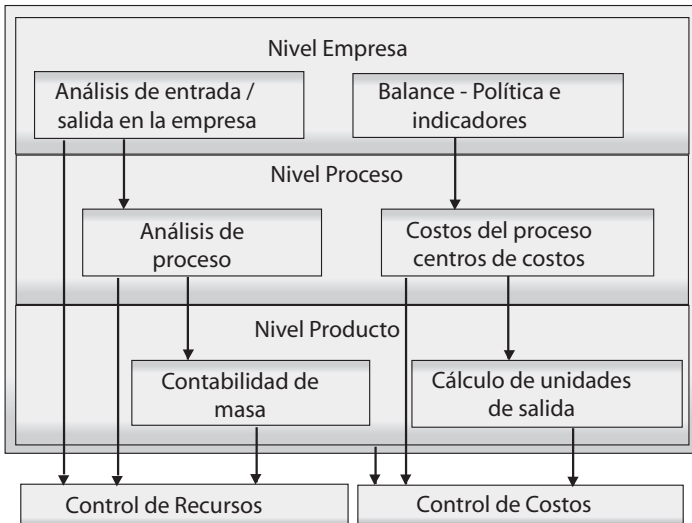 Nivel Empresa
Análisis de entrada /
salida en la empresa
Balance - Política e
indicadores
Nivel Proceso
Análisis de
proceso
Costos del proceso
centros de costos
Nivel Producto
Contabilidad de
masa
Cálculo de unidades
de salida
Control de Recursos
Control de Costos